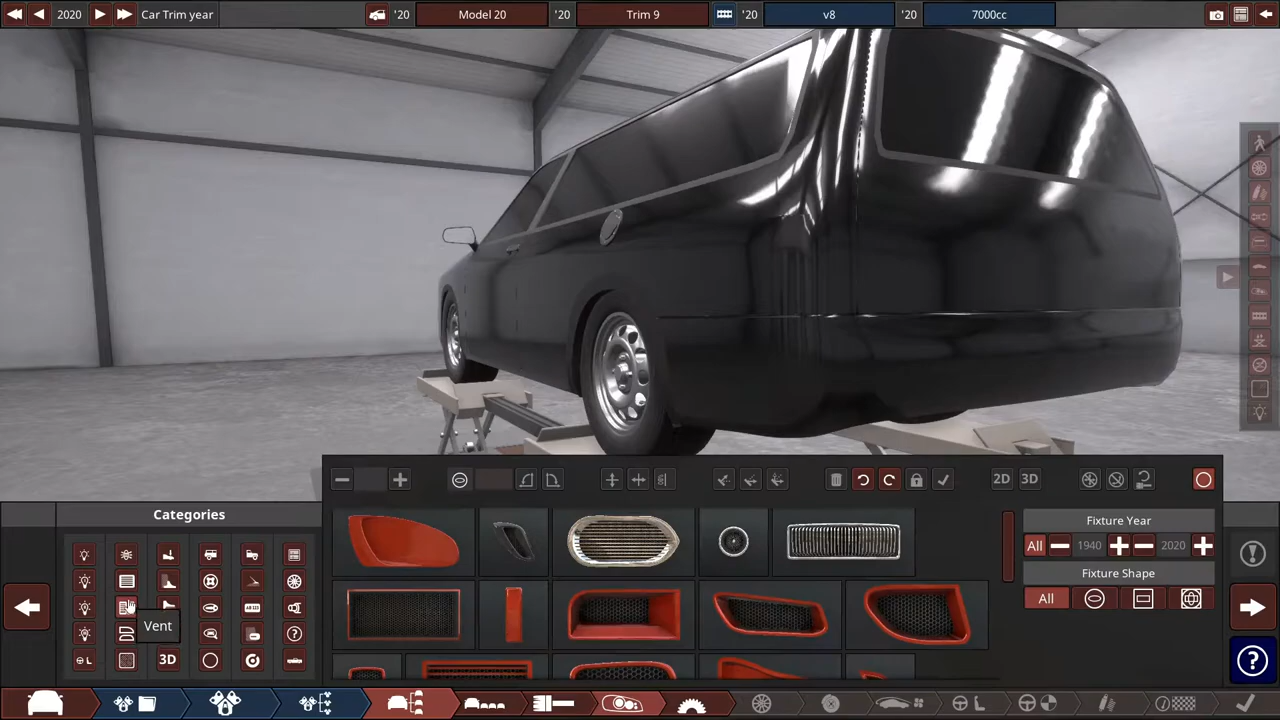 2020
Car Trim year
'20
Model 20
'20
Trim 9
'20
v8
'20
7000cc
2D
3D
Categories
Fixture Year
All
1940
2020
Fixture Shape
All
Vent
L
3D
?